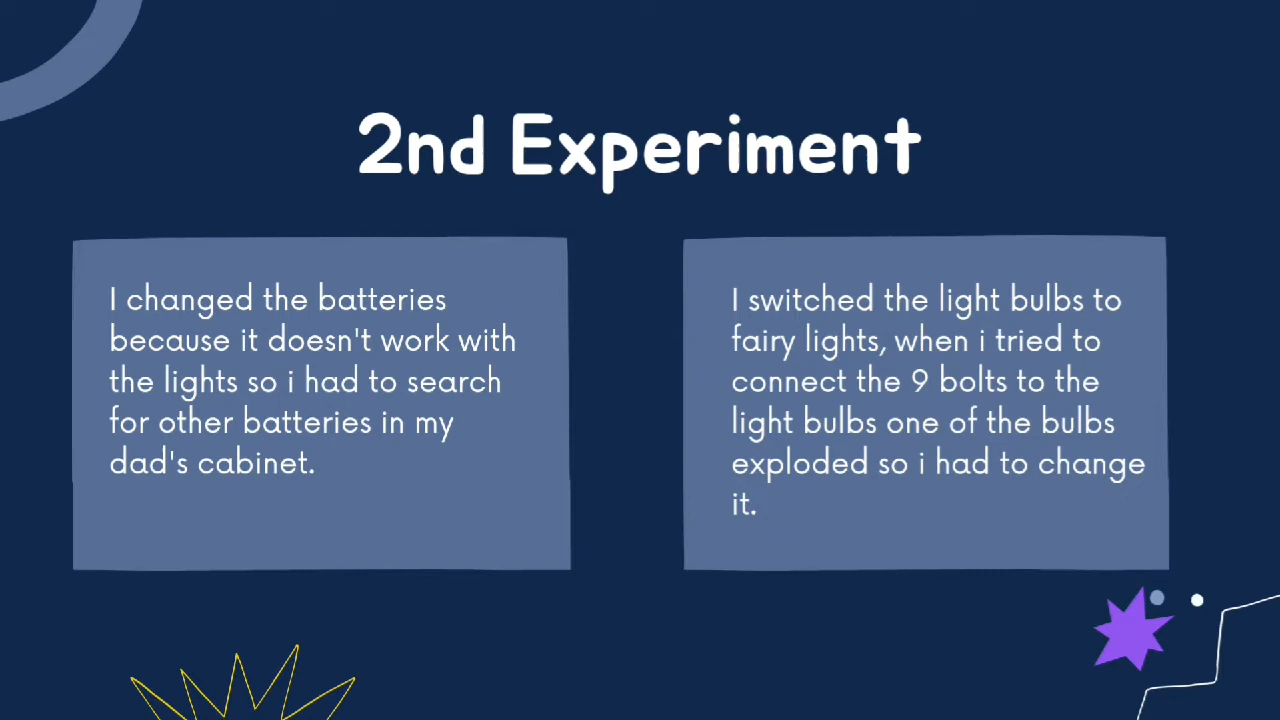 2nd Experiment
I changed the batteries
because it doesn't work with
the lights so i had to search
for other batteries in my
dad's cabinet.
I switched the light bulbs to
fairy lights, when i tried to
connect the 9 bolts to the
light bulbs one of the bulbs
exploded so i had to change
it.